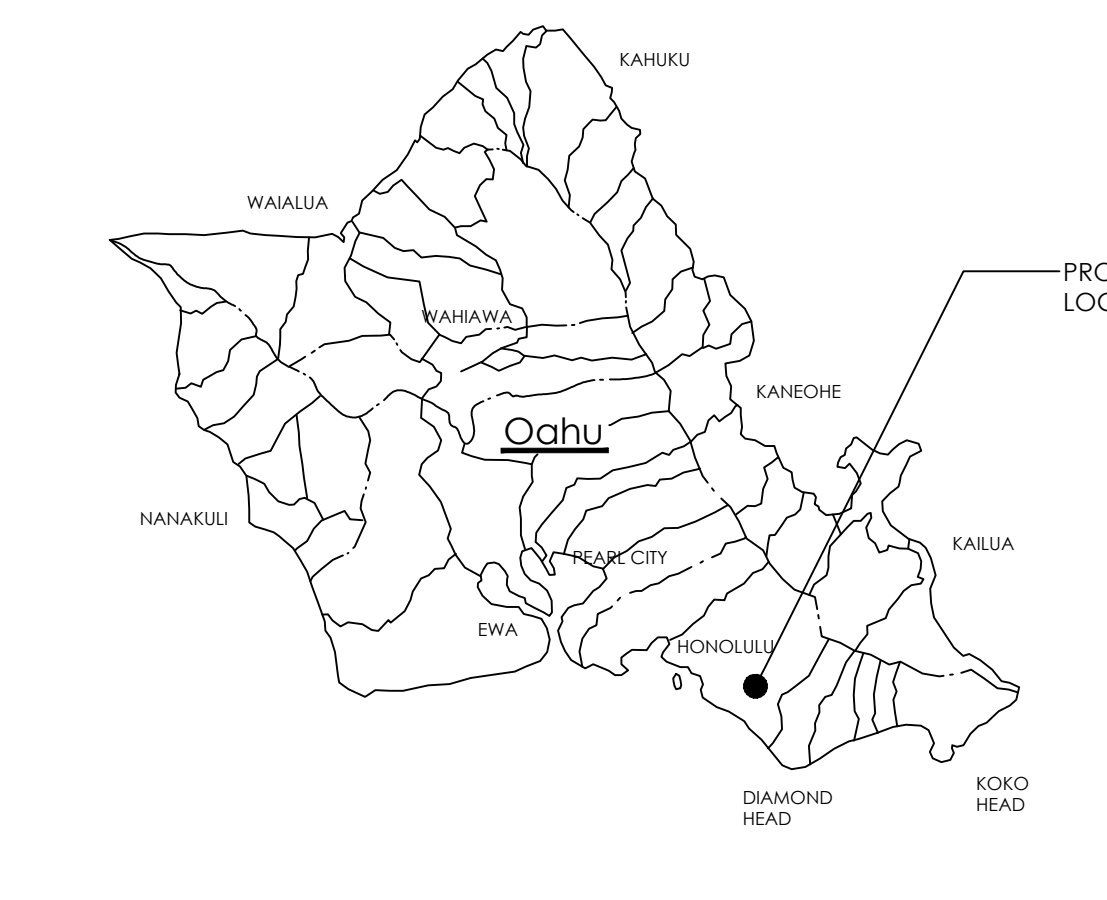 KAHUKU
WAIALUA
PRO
LOC
WAHIAWA
KANEOHE
Oahu
NANAKULI
KAILUA
PEARL CITY
EWA
HONOLULU
DIAMOND
HEAD
KOKO
HEAD